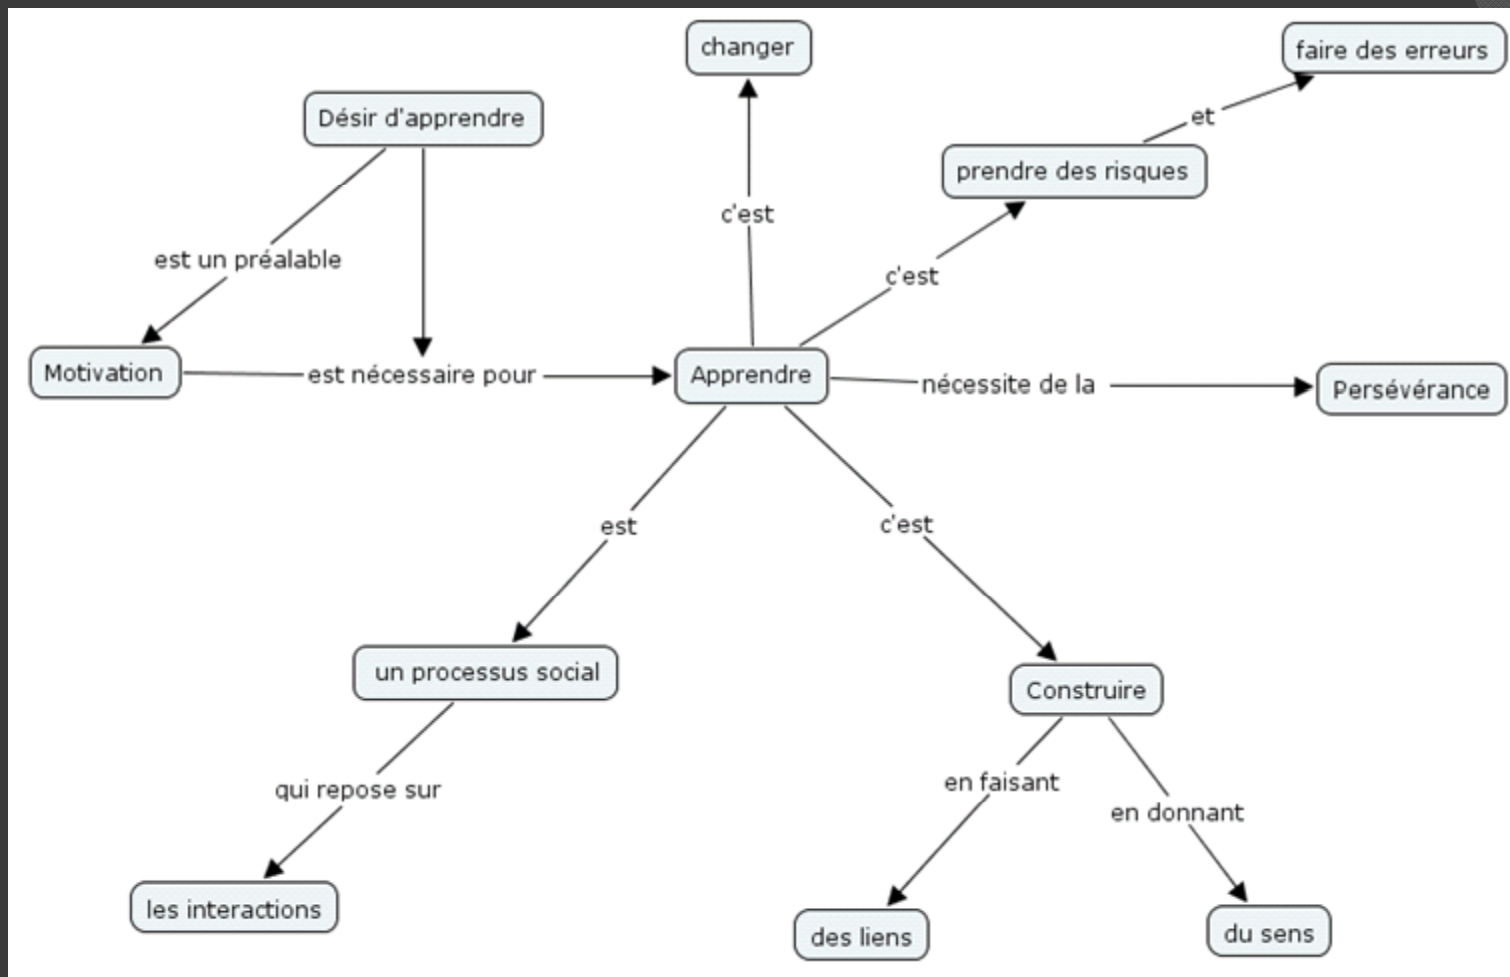 changer
faire des erreurs
Désir d'apprendre
et
prendre des risques
c'est
est un préalable
c'est
Motivation
est nécessaire pour
Apprendre
nécessite de la
Persévérance
est
c'est
un processus social
Construire
qui repose sur
en faisant
en donnant
les interactions
des liens
du sens